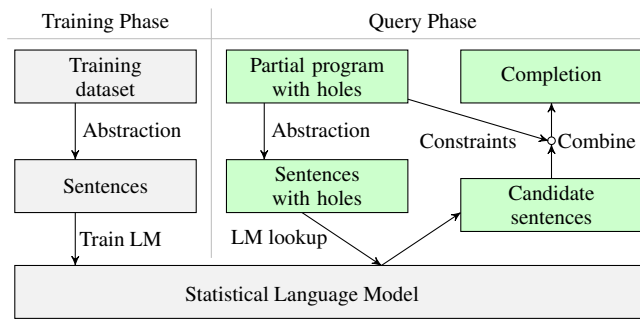 Training Phase
Query Phase
Training
dataset
Partial program
with holes
Completion
Abstraction
Abstraction
Constraints
Combine
Sentences
Sentences
with holes
Candidate
sentences
Train LM
LM lookup
Statistical Language Model